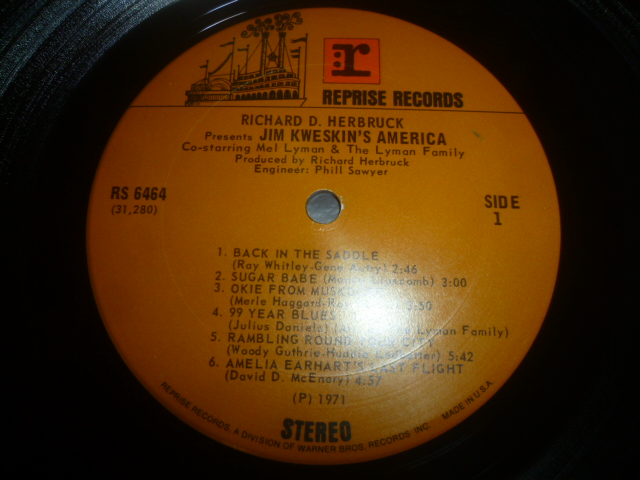 r:
REPRISE RECORDS
RICHARD D. HERBRUCK
Presents JIM KWESKIN'S AMERICA
Co-starring Mel Lyman & The Lyman Family
Produced by Richard Herbruck
Engineer: Phill Sawyer
RS 6464
(31,280)
SIDE
1
1. BACK IN THE SADDLE
(Ray Whitley-Gene Autry) 2:46
2. SUGAR BABE 3:00
3. OKIE FROM
(Merle Haggard- 3:50
4. 99 YEAR BLUES
(Julius Daniels) Lyman Family)
5. RAMBLING ROUND
(Woody Guthrie- 5:42
6. AMELIA EARHART'S LAST FLIGHT
(David D. McEnery) 4:57
(P) 1971
STEREO
REPRISE RECORDS, A DIVISION OF WARNER BROS. RECORDS INC. MADE IN U.S.A.